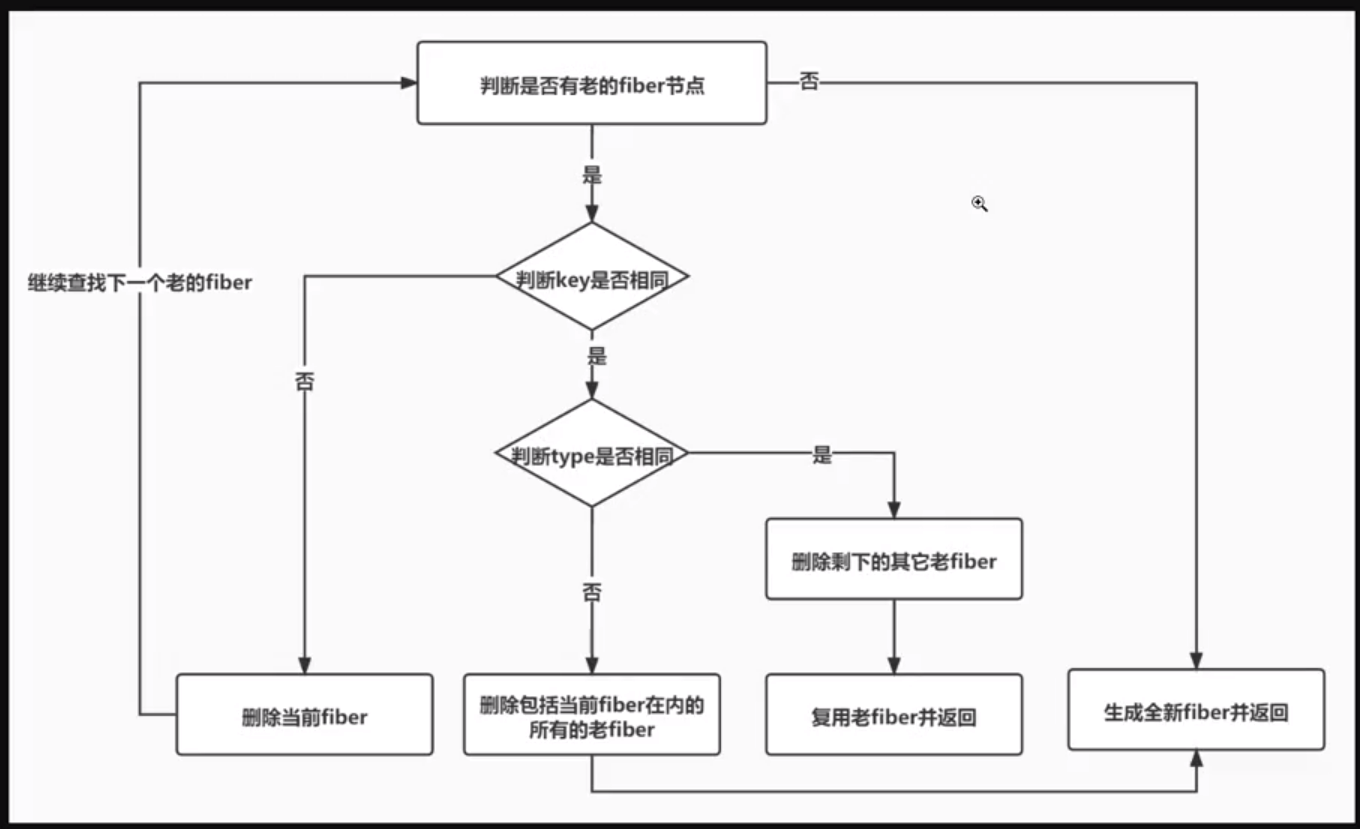 判断是否有老的fiber节点
否
是
判断key是否相同
继续查找下一个老的fiber
是
否
判断type是否相同
是
删除剩下的其它老fiber
否
删除当前fiber
删除包括当前fiber在内的
所有的老fiber
复用老fiber并返回
生成全新fiber并返回